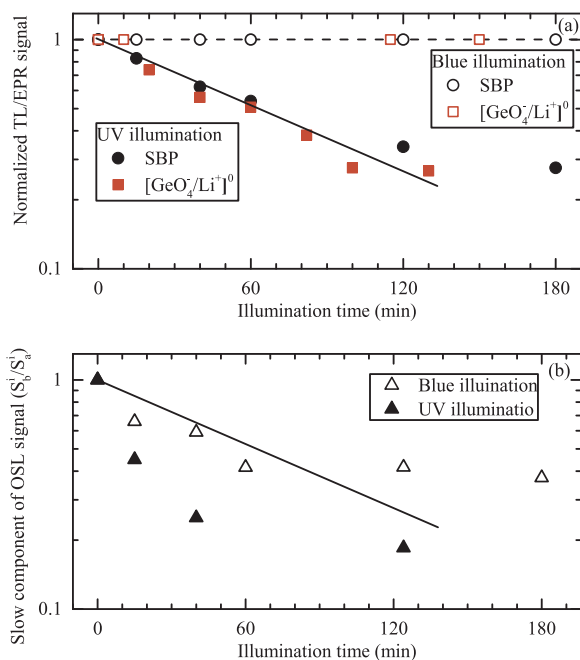 (a)
Normalized TL/EPR signal
1
0.1
Blue illumination
SBP
[GeO₄⁻/Li⁺]⁰
UV illumination
SBP
[GeO₄⁻/Li⁺]⁰
0 60 120 180
Illumination time (min)
(b)
Slow component of OSL signal (Sᵢb/Sᵢa)
1
0.1
Blue illuination
UV illuminatio
0 60 120 180
Illumination time (min)